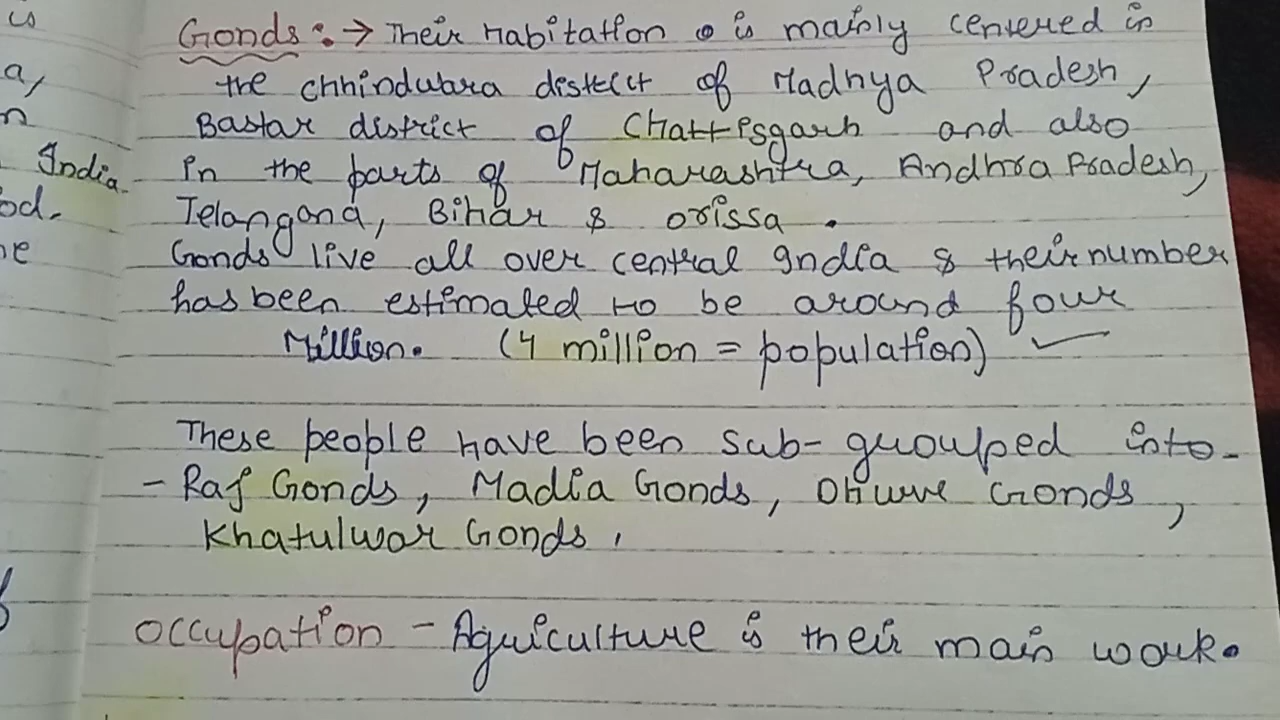 is
Gonds :→ Their Habitation is mainly centered in
a,
the chhindwara district of Madhya Pradesh,
n
Bastar district of Chattisgarh and also
India
in the parts of Maharashtra, Andhra Pradesh,
od.
Telangana, Bihar & orissa .
Gonds live all over central India & their number
has been estimated to be around four
Million. (4 million = population)
These people have been sub-grouped into -
- Raj Gonds, Madia Gonds, Dhurve Gonds,
Khatulwar Gonds,
Occupation - Agriculture is their main work.